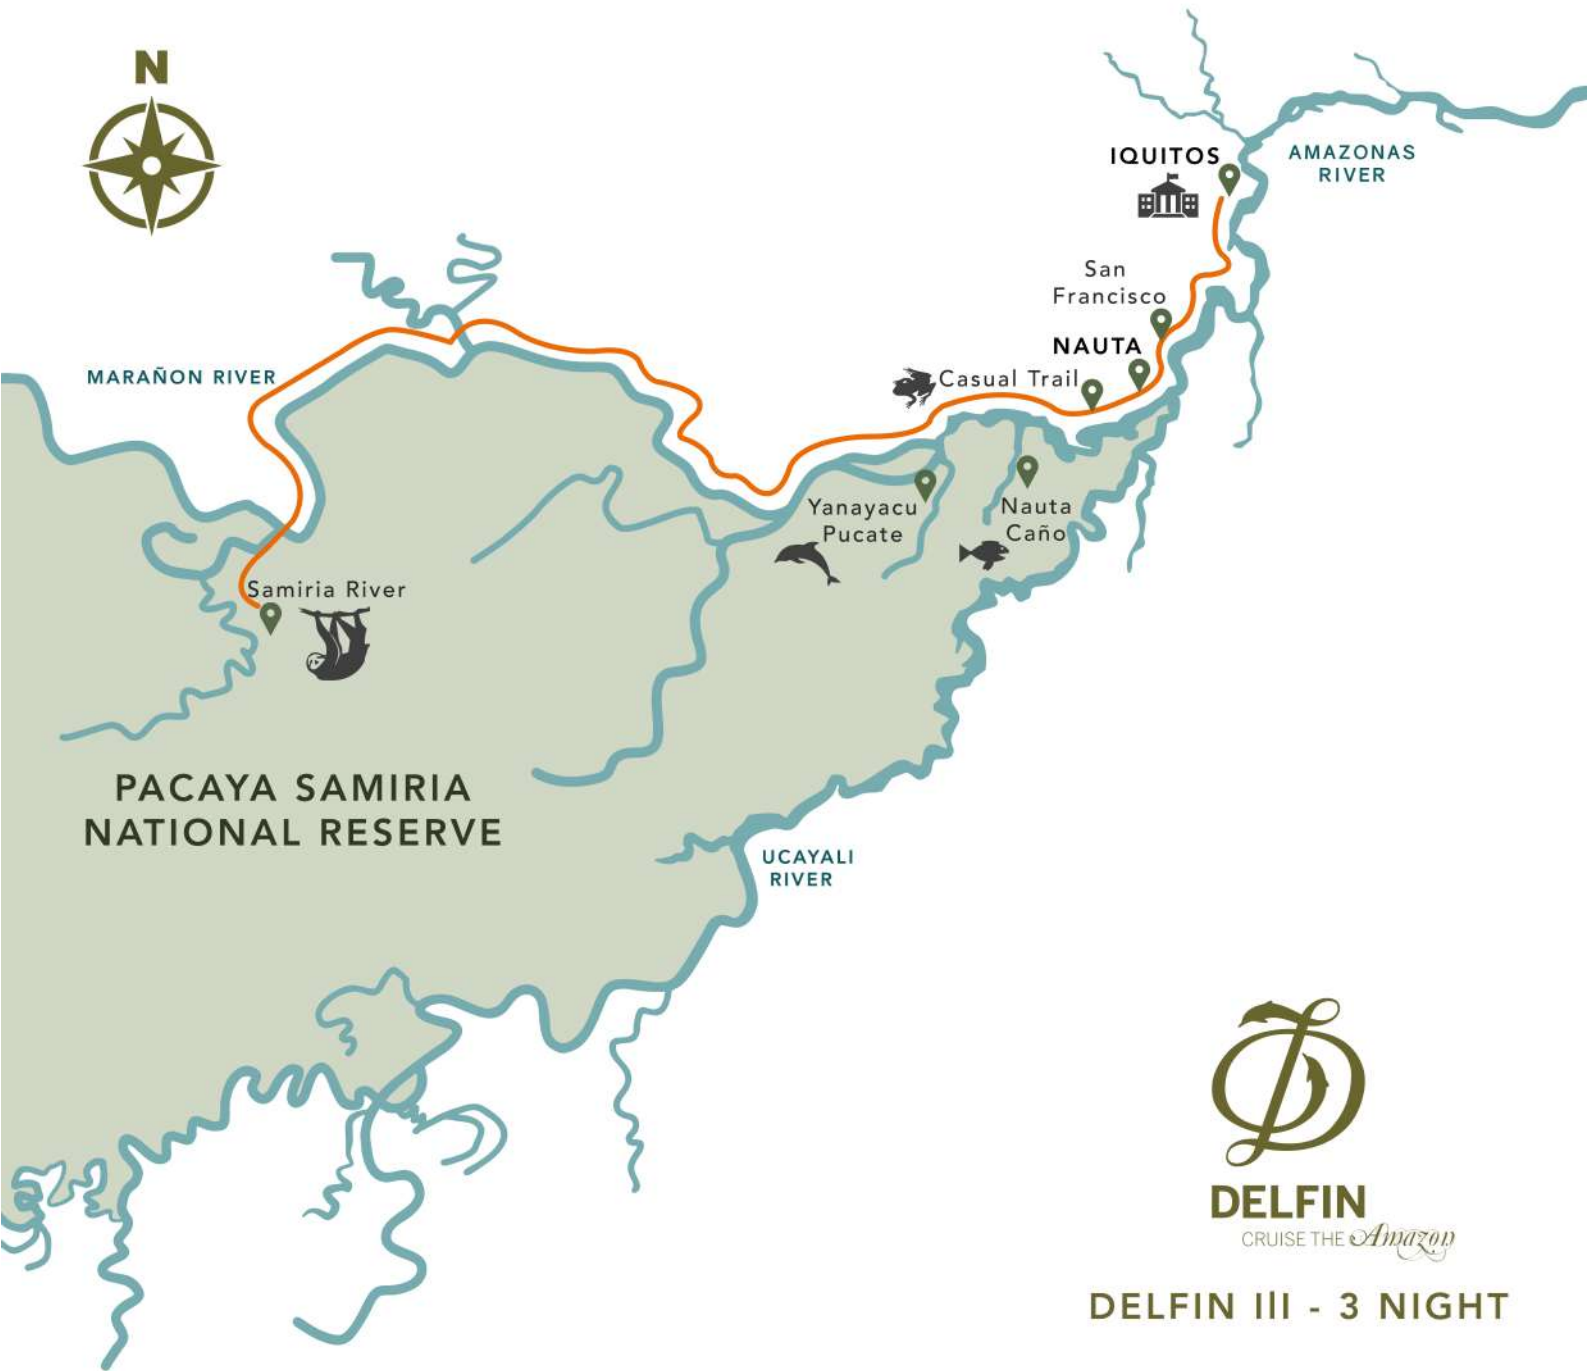 N
IQUITOS
AMAZONAS
RIVER
San
Francisco
NAUTA
MARAÑON RIVER
Casual Trail
Yanayacu
Pucate
Nauta
Caño
Samiria River
PACAYA SAMIRIA
NATIONAL RESERVE
UCAYALI
RIVER
DELFIN
CRUISE THE Amazon
DELFIN III - 3 NIGHT